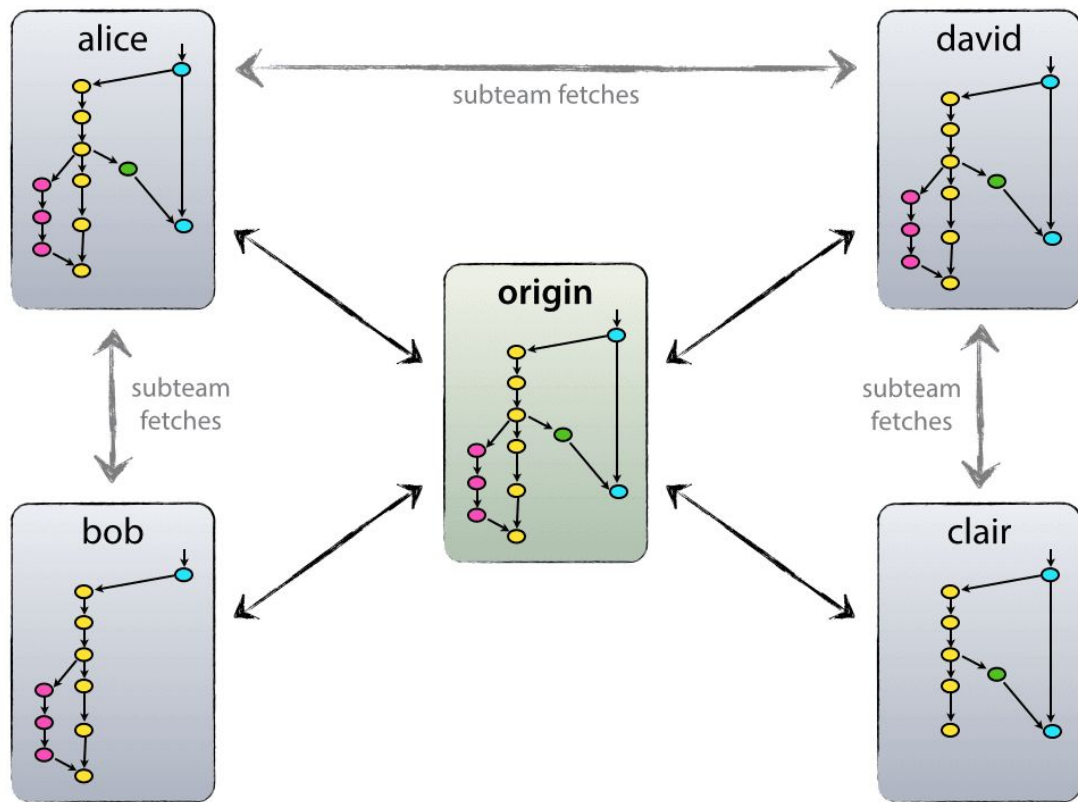 alice
david
subteam fetches
origin
subteam
fetches
subteam
fetches
bob
clair